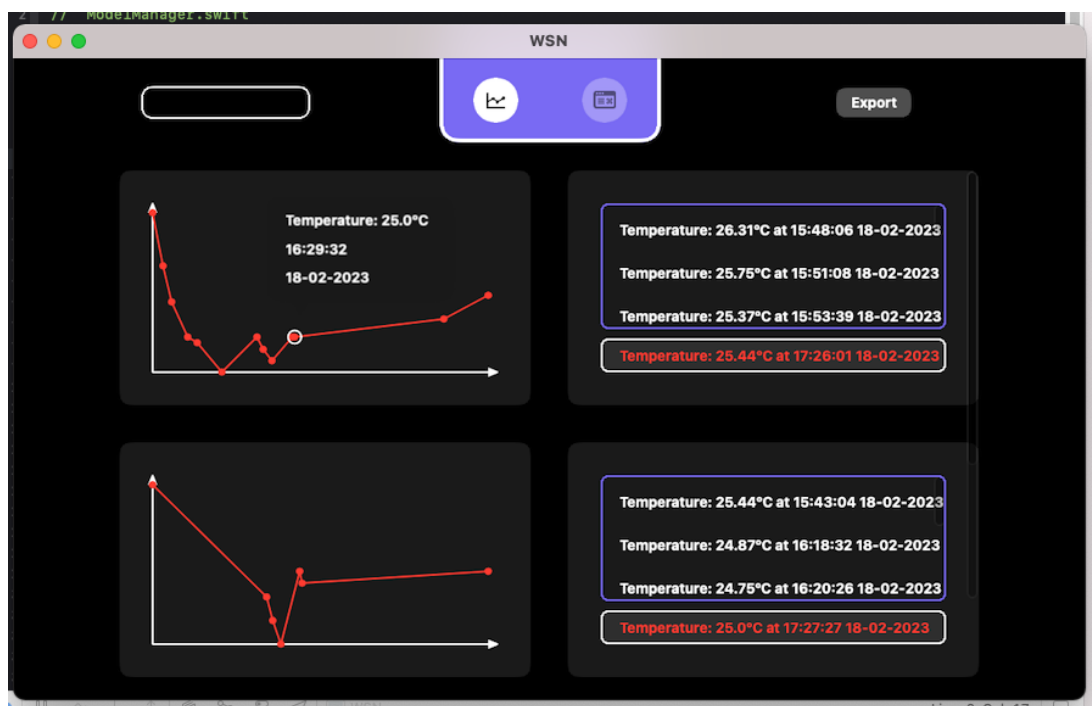 2 // ModelManager.swift
WSN
Export
Temperature: 25.0°C
16:29:32
18-02-2023
Temperature: 26.31°C at 15:48:06 18-02-2023
Temperature: 25.75°C at 15:51:08 18-02-2023
Temperature: 25.37°C at 15:53:39 18-02-2023
Temperature: 25.44°C at 17:26:01 18-02-2023
Temperature: 25.44°C at 15:43:04 18-02-2023
Temperature: 24.87°C at 16:18:32 18-02-2023
Temperature: 24.75°C at 16:20:26 18-02-2023
Temperature: 25.0°C at 17:27:27 18-02-2023
WSN